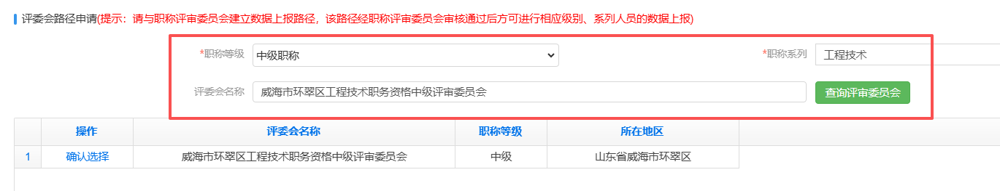 评委会路径申请(提示：请与职称评审委员会建立数据上报路径，该路径经职称评审委员会审核通过后方可进行相应级别、系列人员的数据上报)
*职称等级 中级职称 *职称系列 工程技术
评委会名称 威海市环翠区工程技术职务资格中级评审委员会 查询评审委员会
操作 评委会名称 职称等级 所在地区
1 确认选择 威海市环翠区工程技术职务资格中级评审委员会 中级 山东省威海市环翠区